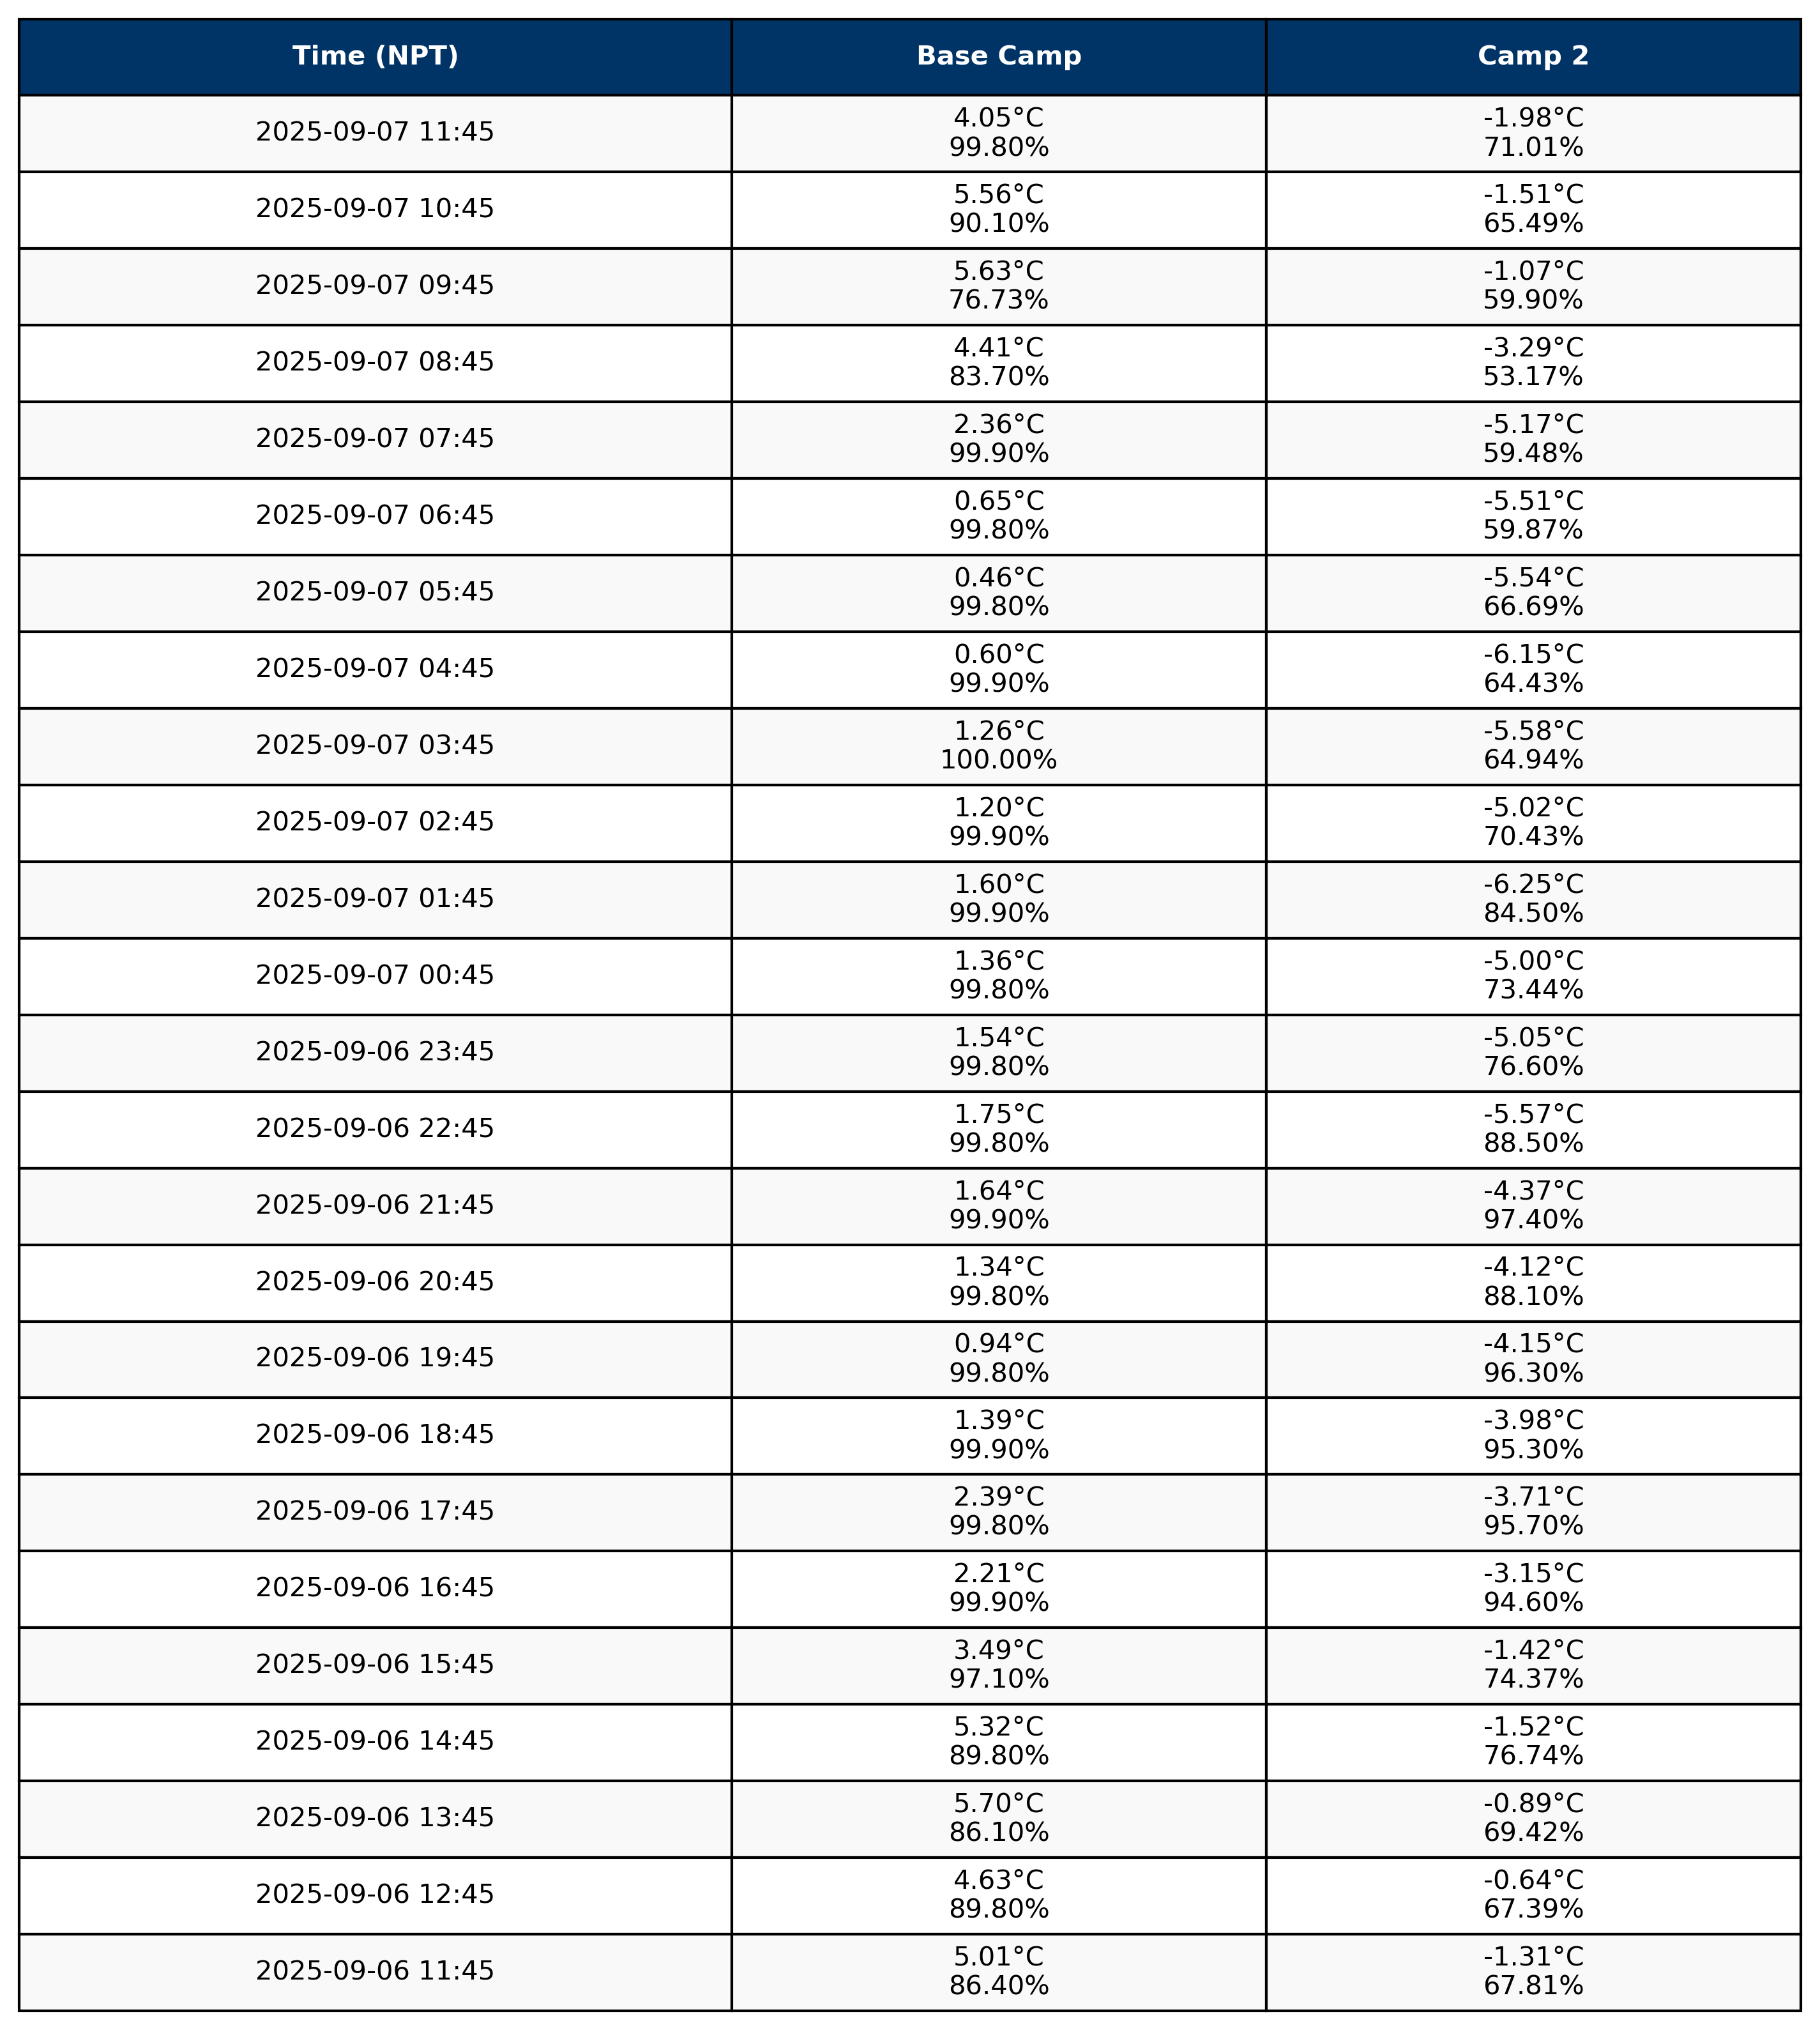 Time (NPT) Base Camp Camp 2
2025-09-07 11:45 4.05°C -1.98°C
99.80% 71.01%
2025-09-07 10:45 5.56°C -1.51°C
90.10% 65.49%
2025-09-07 09:45 5.63°C -1.07°C
76.73% 59.90%
2025-09-07 08:45 4.41°C -3.29°C
83.70% 53.17%
2025-09-07 07:45 2.36°C -5.17°C
99.90% 59.48%
2025-09-07 06:45 0.65°C -5.51°C
99.80% 59.87%
2025-09-07 05:45 0.46°C -5.54°C
99.80% 66.69%
2025-09-07 04:45 0.60°C -6.15°C
99.90% 64.43%
2025-09-07 03:45 1.26°C -5.58°C
100.00% 64.94%
2025-09-07 02:45 1.20°C -5.02°C
99.90% 70.43%
2025-09-07 01:45 1.60°C -6.25°C
99.90% 84.50%
2025-09-07 00:45 1.36°C -5.00°C
99.80% 73.44%
2025-09-06 23:45 1.54°C -5.05°C
99.80% 76.60%
2025-09-06 22:45 1.75°C -5.57°C
99.80% 88.50%
2025-09-06 21:45 1.64°C -4.37°C
99.90% 97.40%
2025-09-06 20:45 1.34°C -4.12°C
99.80% 88.10%
2025-09-06 19:45 0.94°C -4.15°C
99.80% 96.30%
2025-09-06 18:45 1.39°C -3.98°C
99.90% 95.30%
2025-09-06 17:45 2.39°C -3.71°C
99.80% 95.70%
2025-09-06 16:45 2.21°C -3.15°C
99.90% 94.60%
2025-09-06 15:45 3.49°C -1.42°C
97.10% 74.37%
2025-09-06 14:45 5.32°C -1.52°C
89.80% 76.74%
2025-09-06 13:45 5.70°C -0.89°C
86.10% 69.42%
2025-09-06 12:45 4.63°C -0.64°C
89.80% 67.39%
2025-09-06 11:45 5.01°C -1.31°C
86.40% 67.81%